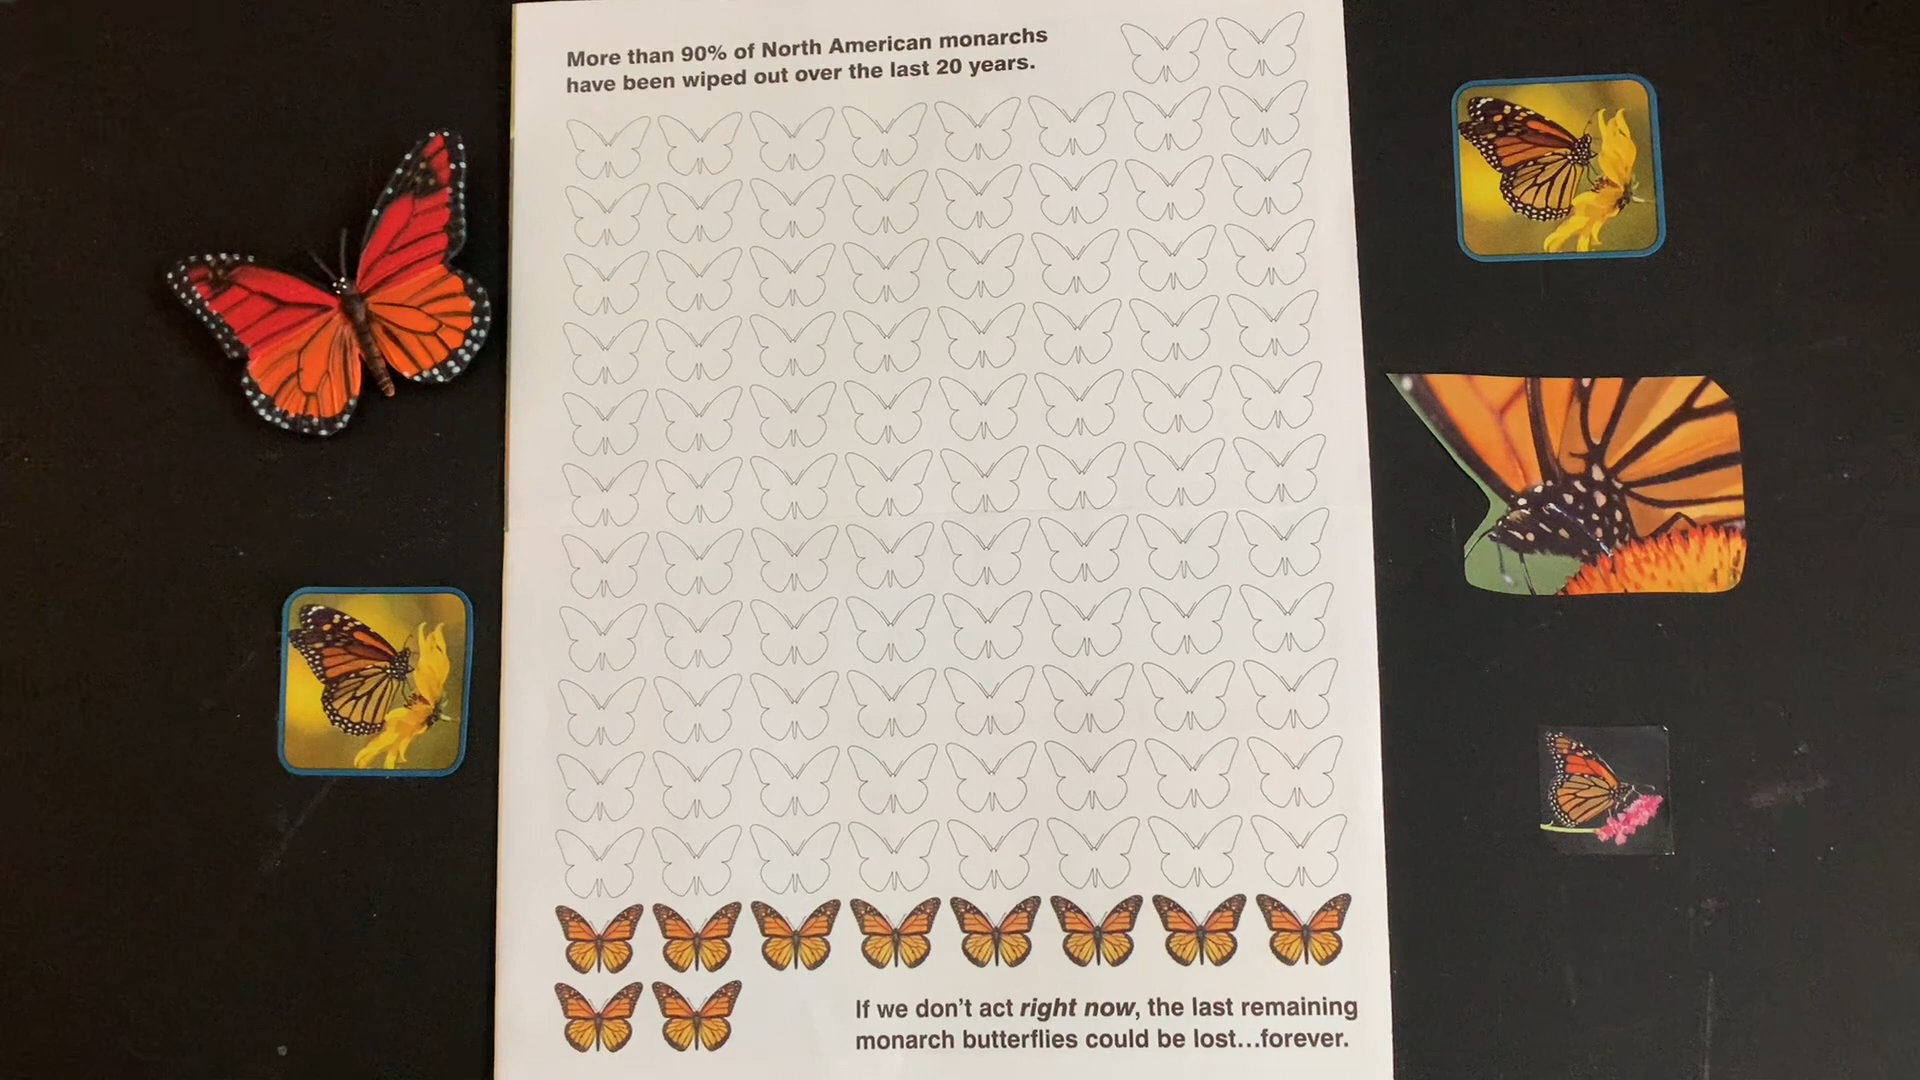 More than 90% of North American monarchs
have been wiped out over the last 20 years.
If we don't act right now, the last remaining
monarch butterflies could be lost...forever.